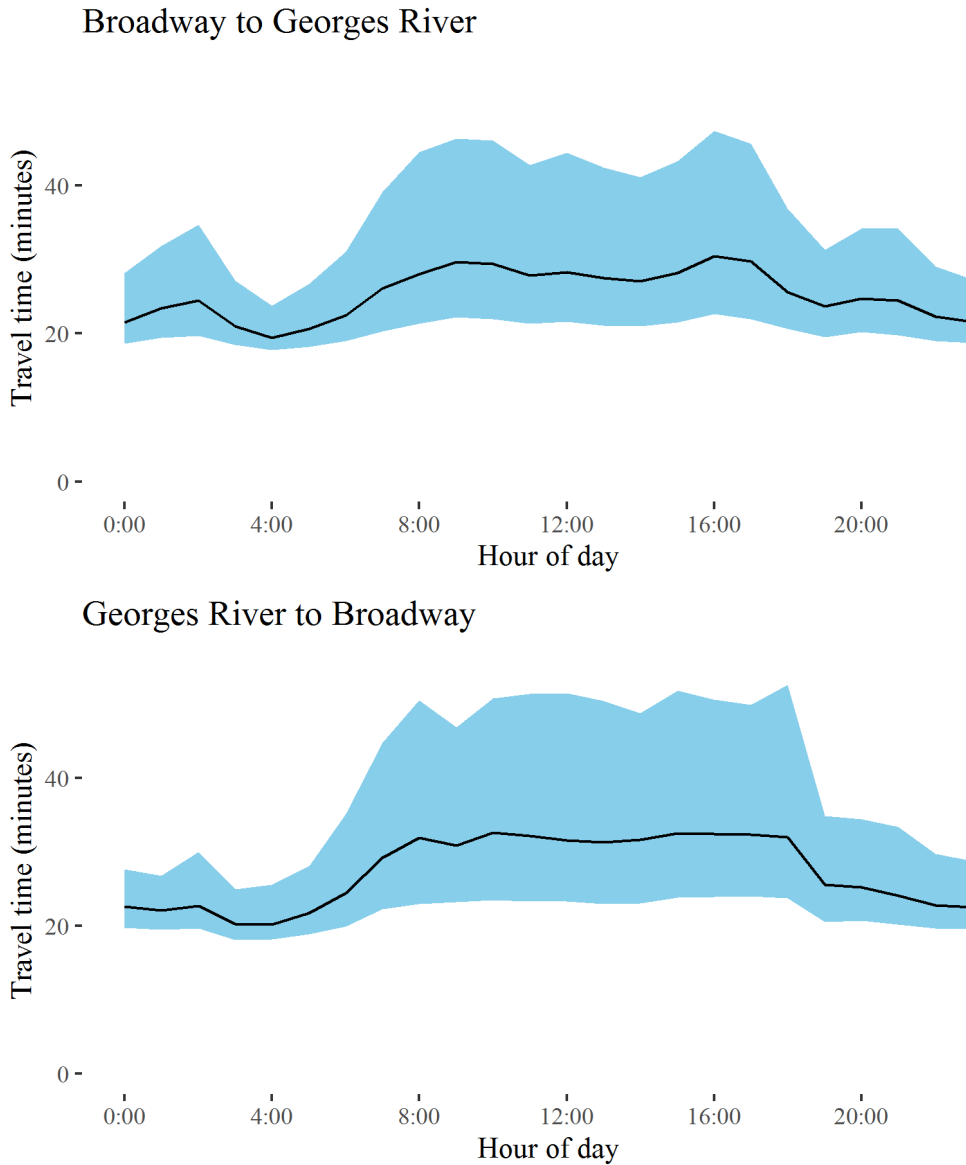 Broadway to Georges River
Travel time (minutes)
40
20
0
0:00 4:00 8:00 12:00 16:00 20:00
Hour of day
Georges River to Broadway
Travel time (minutes)
40
20
0
0:00 4:00 8:00 12:00 16:00 20:00
Hour of day